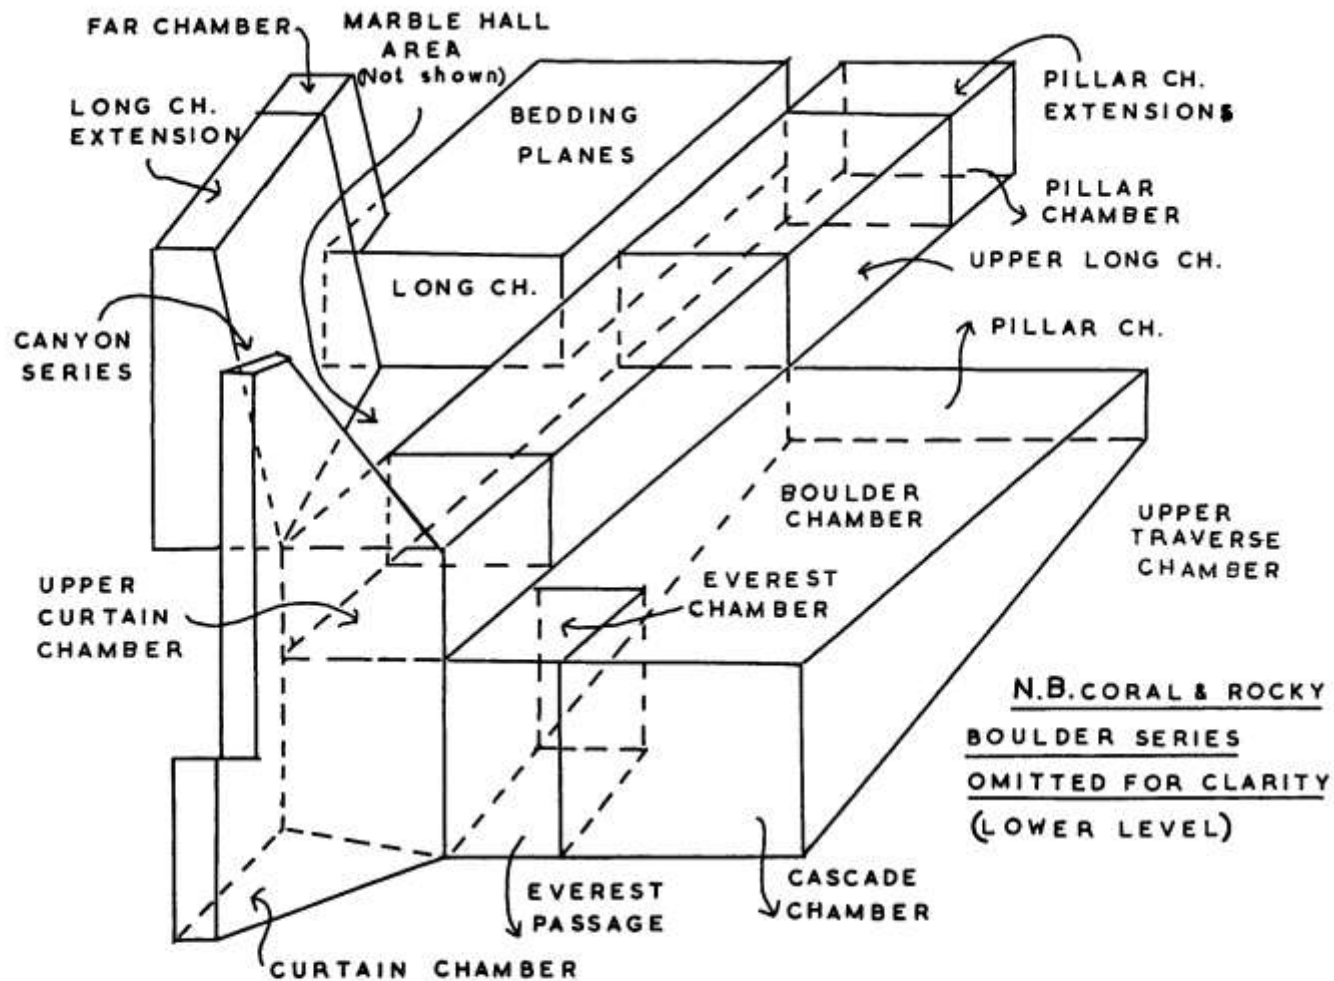 FAR CHAMBER
MARBLE HALL
AREA
(Not shown)
LONG CH.
EXTENSION
BEDDING
PLANES
PILLAR CH.
EXTENSIONS
PILLAR
CHAMBER
UPPER LONG CH.
LONG CH.
CANYON
SERIES
PILLAR CH.
BOULDER
CHAMBER
UPPER
TRAVERSE
CHAMBER
UPPER
CURTAIN
CHAMBER
EVEREST
CHAMBER
N.B. CORAL & ROCKY
BOULDER SERIES
OMITTED FOR CLARITY
(LOWER LEVEL)
EVEREST
PASSAGE
CASCADE
CHAMBER
CURTAIN CHAMBER